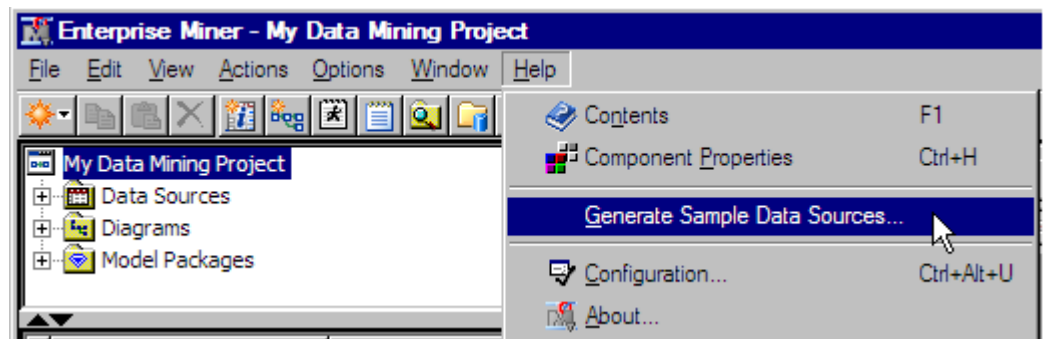 Enterprise Miner - My Data Mining Project
File Edit View Actions Options Window Help
Contents F1
Component Properties Ctrl+H
Generate Sample Data Sources...
Configuration... Ctrl+Alt+U
About...
My Data Mining Project
Data Sources
Diagrams
Model Packages